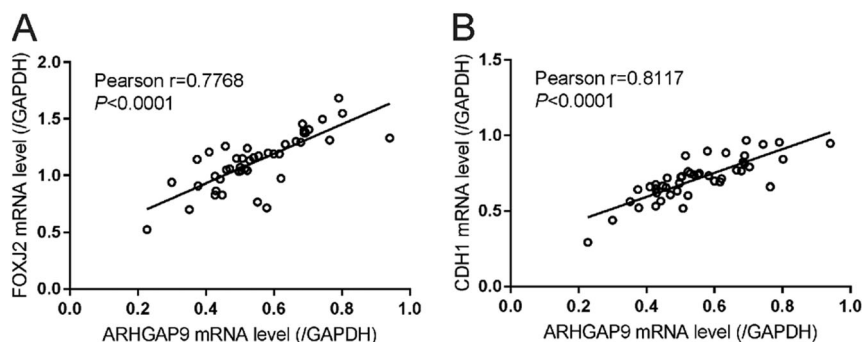 A
FOXJ2 mRNA level (/GAPDH)
2.0
1.5
1.0
0.5
0.0
Pearson r=0.7768
P<0.0001
0.0 0.2 0.4 0.6 0.8 1.0
ARHGAP9 mRNA level (/GAPDH)
B
CDH1 mRNA level (/GAPDH)
1.5
1.0
0.5
0.0
Pearson r=0.8117
P<0.0001
0.0 0.2 0.4 0.6 0.8 1.0
ARHGAP9 mRNA level (/GAPDH)